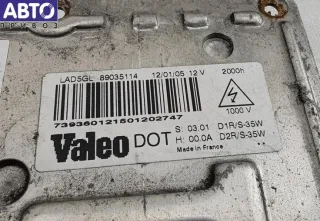 АВТО
ПРИВОЗ
LAD5GL 89035114 12/01/05 12 V 2000h
739360121501202747
1000 V
Valeo DOT S: 03.01 D1R/S-35W
H: 00.0A D2R/S-35W
Made in France